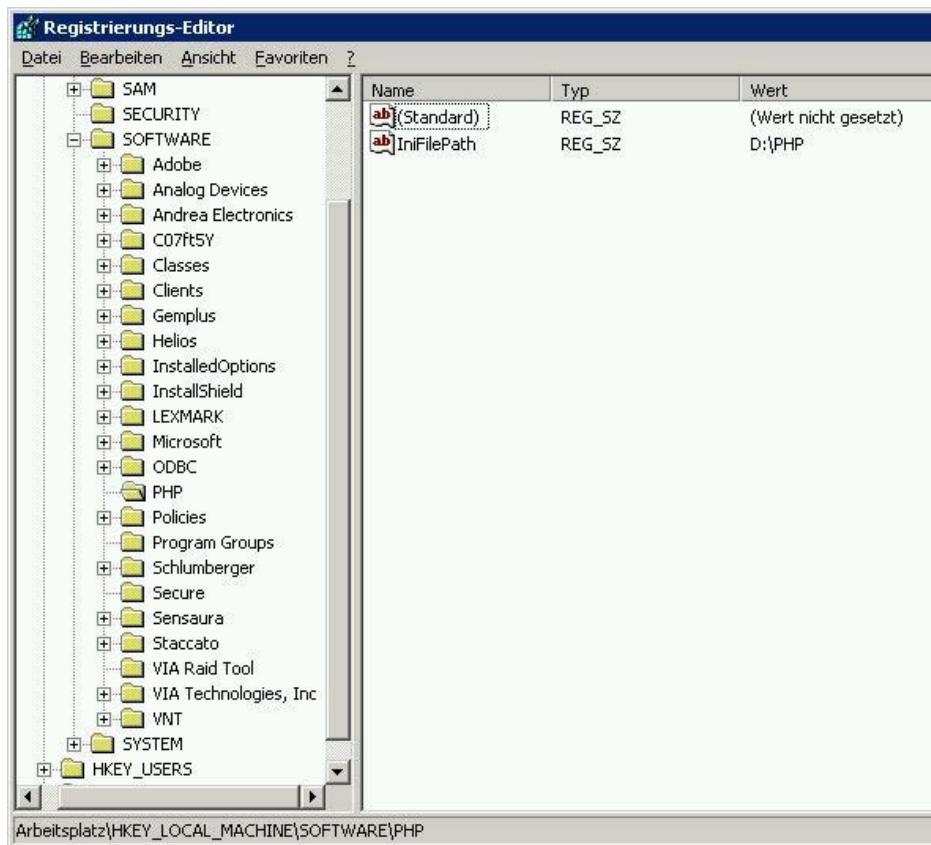 Registrierungs-Editor
Datei Bearbeiten Ansicht Favoriten ?
SAM
SECURITY
SOFTWARE
Adobe
Analog Devices
Andrea Electronics
C07ft5Y
Classes
Clients
Gemplus
Helios
InstalledOptions
InstallShield
LEXMARK
Microsoft
ODBC
PHP
Policies
Program Groups
Schlumberger
Secure
Sensaura
Staccato
VIA Raid Tool
VIA Technologies, Inc
VNT
SYSTEM
HKEY_USERS
Name Typ Wert
ab (Standard) REG_SZ (Wert nicht gesetzt)
ab IniFilePath REG_SZ D:\PHP
Arbeitsplatz\HKEY_LOCAL_MACHINE\SOFTWARE\PHP